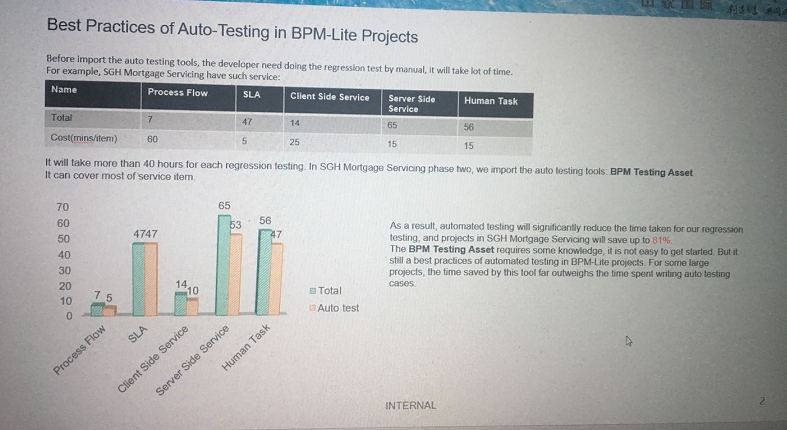 Best Practices of Auto-Testing in BPM-Lite Projects
Before import the auto testing tools, the developer need doing the regression test by manual, it will take lot of time.
For example, SGH Mortgage Servicing have such service:
Name Process Flow SLA Client Side Service Server Side Service Human Task
Total 7 47 14 65 56
Cost(mins/item) 60 5 25 15 15
It will take more than 40 hours for each regression testing. In SGH Mortgage Servicing phase two, we import the auto testing tools: BPM Testing Asset
It can cover most of service item.
70
60
50
40
30
20
10
0
7 5
4747
14 10
65 53
56 47
Process Flow
SLA
Client Side Service
Server Side Service
Human Task
Total
Auto test
As a result, automated testing will significantly reduce the time taken for our regression
testing, and projects in SGH Mortgage Servicing will save up to 81%.
The BPM Testing Asset requires some knowledge, it is not easy to get started. But it
still a best practices of automated testing in BPM-Lite projects. For some large
projects, the time saved by this tool far outweighs the time spent writing auto testing
cases.
INTERNAL
2